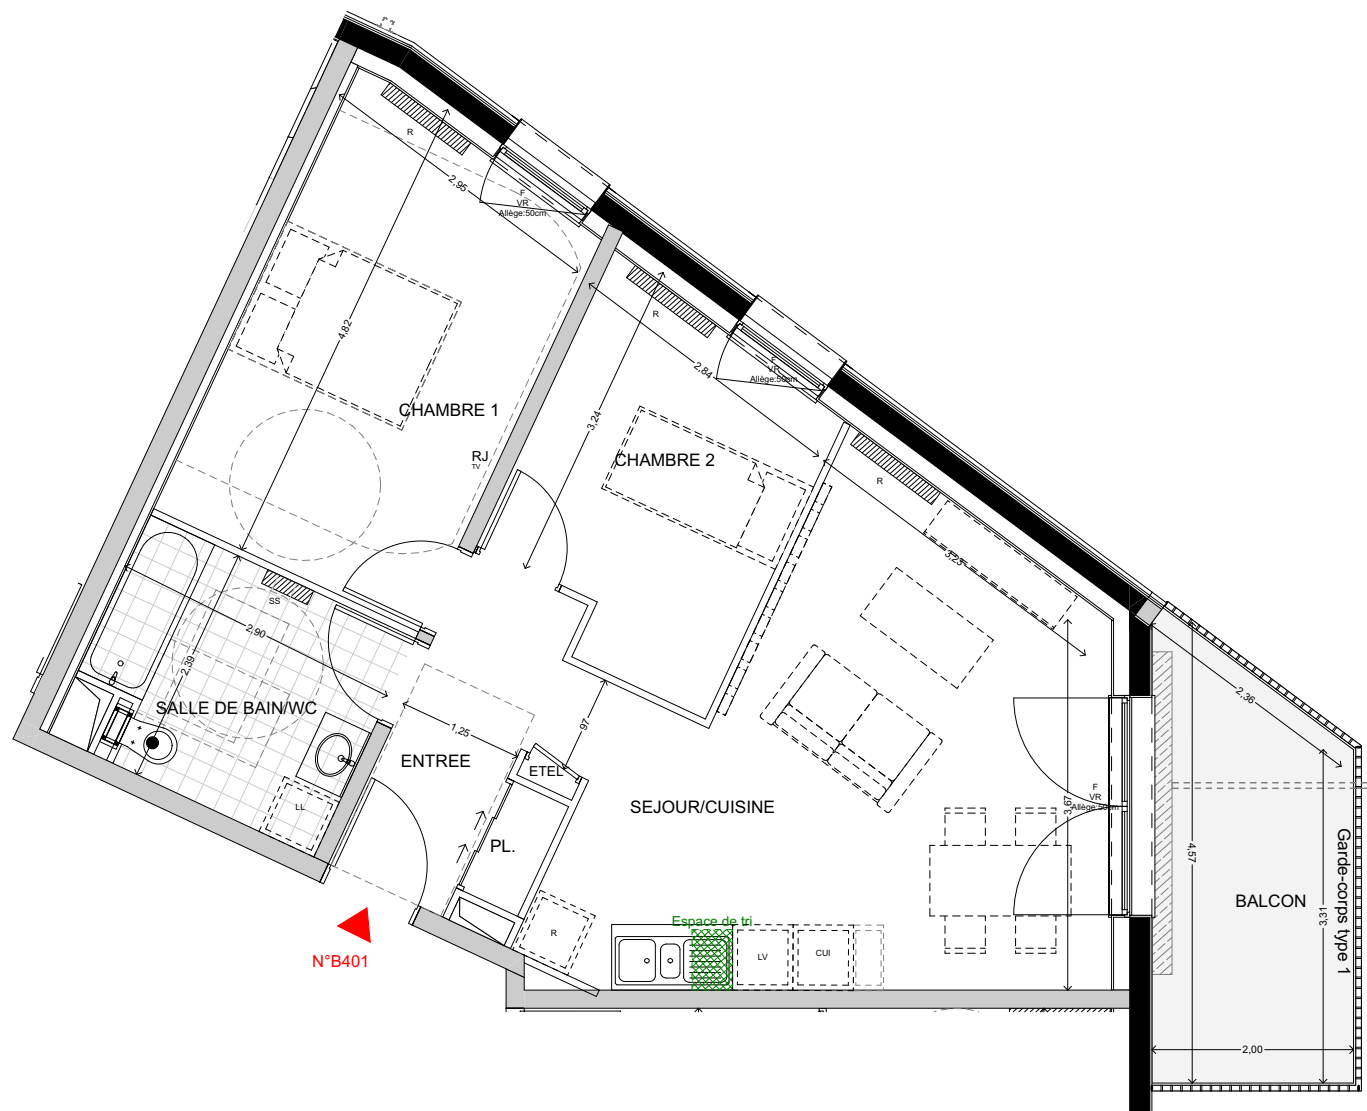 R
2,95
F
VR
Allège:50cm
4,82
CHAMBRE 1
RJ
TV
R
2,84
F
VR
Allège:50cm
3,24
CHAMBRE 2
R
3,23
SS
2,90
2,39
SALLE DE BAIN/WC
LL
1,25
ENTREE
97
ETEL
PL.
SEJOUR/CUISINE
F
VR
Allège:50cm
3,67
R
Espace de tri
LV
CUI
N°B401
2,36
4,57
3,31
BALCON
Garde-corps type 1
2,00